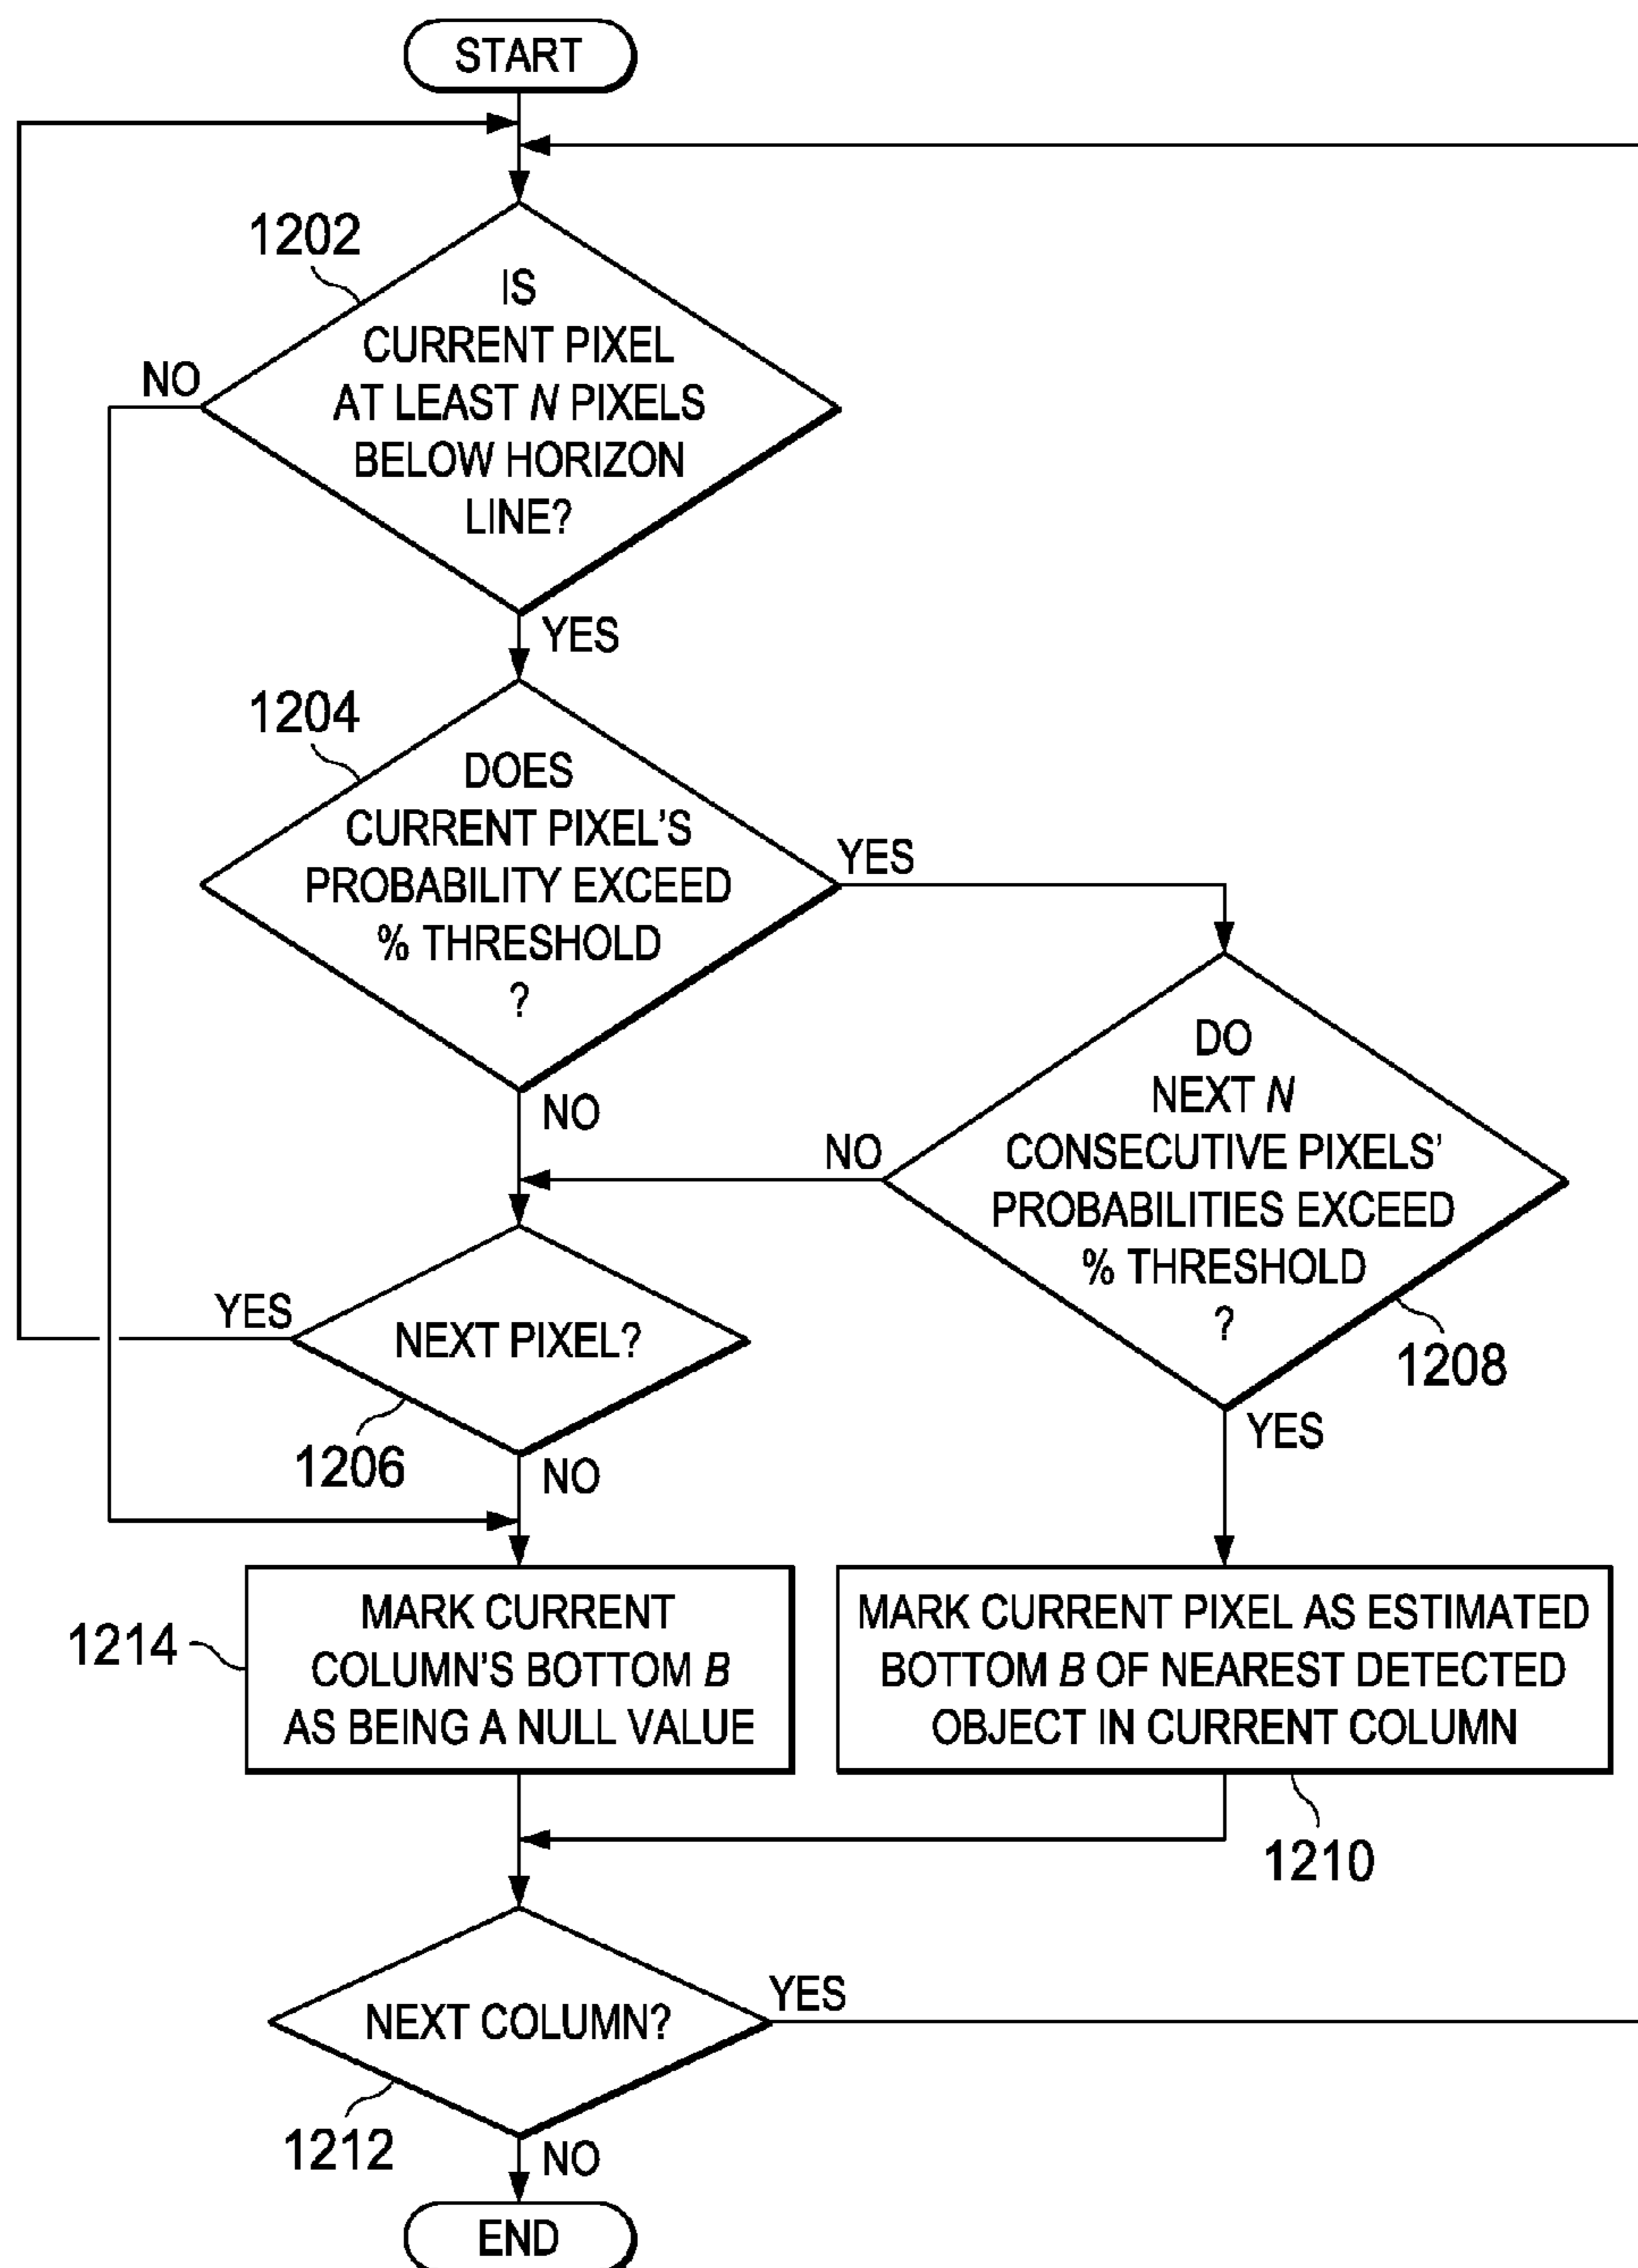 START
1202
IS
CURRENT PIXEL
AT LEAST N PIXELS
BELOW HORIZON
LINE?
NO
YES
1204
DOES
CURRENT PIXEL'S
PROBABILITY EXCEED
% THRESHOLD
?
YES
NO
DO
NEXT N
CONSECUTIVE PIXELS'
PROBABILITIES EXCEED
% THRESHOLD
?
NO
1208
YES
YES
NEXT PIXEL?
1206
NO
1214
MARK CURRENT
COLUMN'S BOTTOM B
AS BEING A NULL VALUE
MARK CURRENT PIXEL AS ESTIMATED
BOTTOM B OF NEAREST DETECTED
OBJECT IN CURRENT COLUMN
1210
NEXT COLUMN?
YES
1212
NO
END